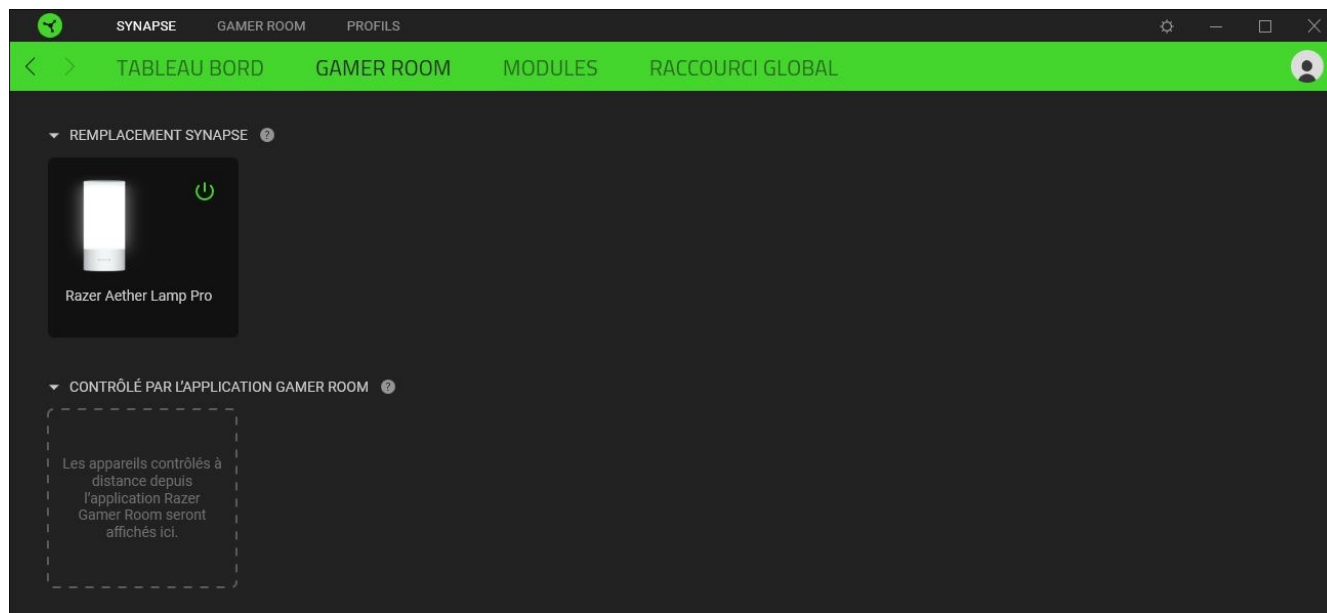 SYNAPSE GAMER ROOM PROFILS
TABLEAU BORD GAMER ROOM MODULES RACCOURCI GLOBAL
REMPLACEMENT SYNAPSE ?
Razer Aether Lamp Pro
CONTRÔLÉ PAR L'APPLICATION GAMER ROOM ?
Les appareils contrôlés à
distance depuis
l'application Razer
Gamer Room seront
affichés ici.